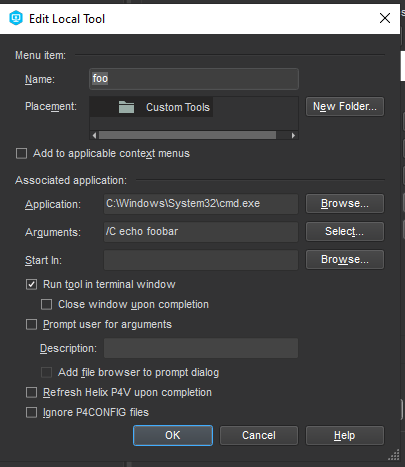 Edit Local Tool
Menu item:
Name: foo
Placement: Custom Tools New Folder...
Add to applicable context menus
Associated application:
Application: C:\Windows\System32\cmd.exe Browse...
Arguments: /C echo foobar Select...
Start In: Browse...
Run tool in terminal window
Close window upon completion
Prompt user for arguments
Description:
Add file browser to prompt dialog
Refresh Helix P4V upon completion
Ignore P4CONFIG files
OK Cancel Help